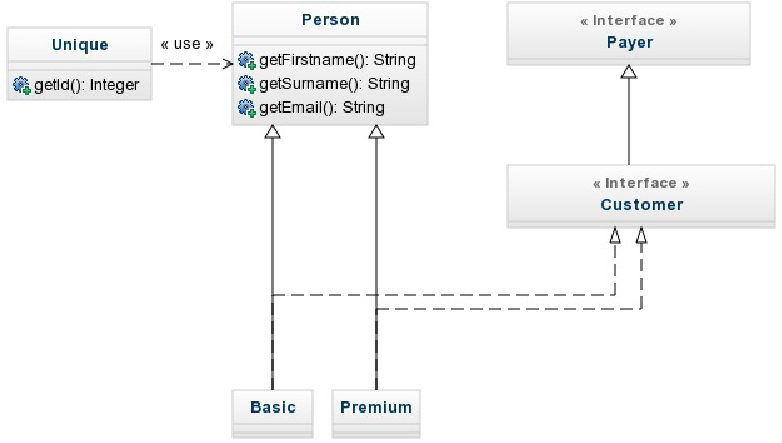 Unique
getId(): Integer
« use »
Person
getFirstname(): String
getSurname(): String
getEmail(): String
« Interface »
Payer
« Interface »
Customer
Basic
Premium